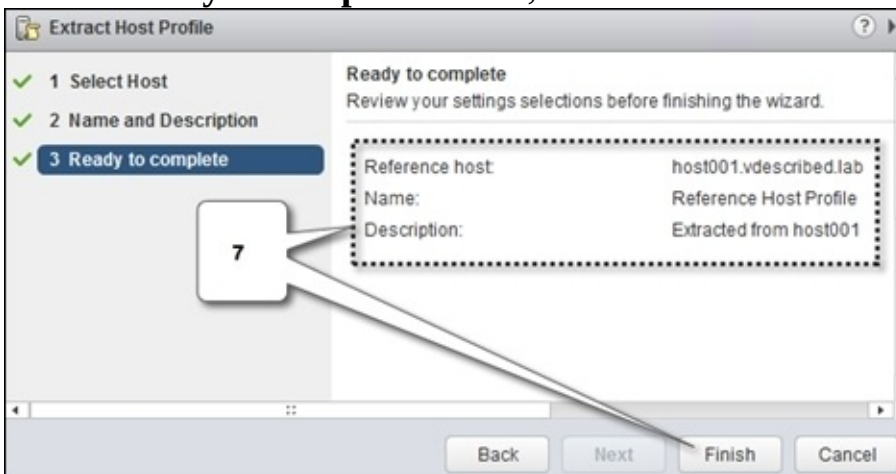 Extract Host Profile
?
1 Select Host
2 Name and Description
3 Ready to complete
Ready to complete
Review your settings selections before finishing the wizard.
Reference host: host001.vdescribed.lab
Name: Reference Host Profile
Description: Extracted from host001
7
Back Next Finish Cancel